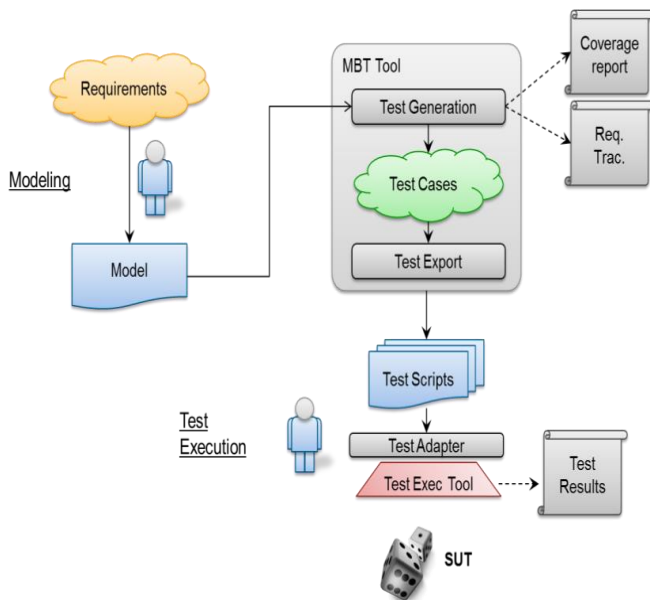 Requirements
Modeling
Model
MBT Tool
Test Generation
Test Cases
Test Export
Coverage
report
Req.
Trac.
Test Scripts
Test
Execution
Test Adapter
Test Exec Tool
Test
Results
SUT